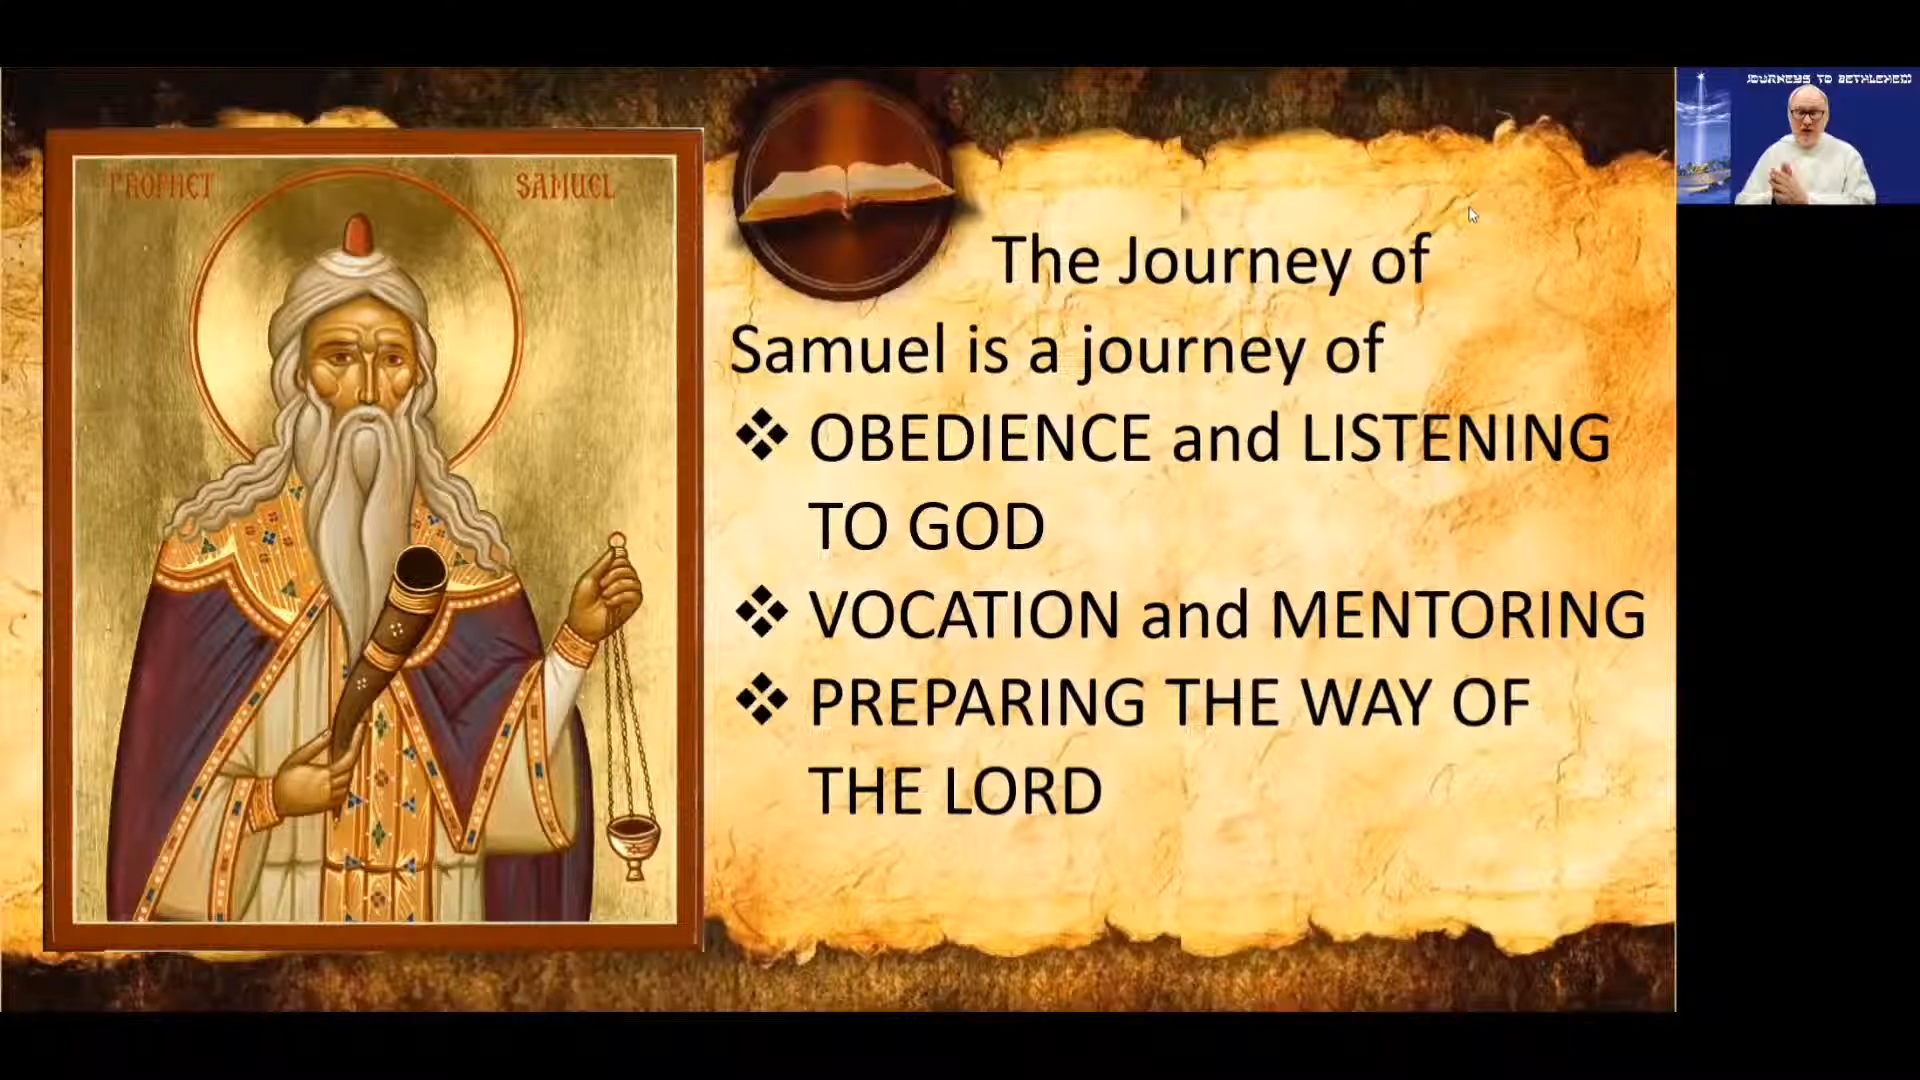 PROPHET SAMUEL
JOURNEYS TO BETHLEHEM
The Journey of
Samuel is a journey of
❖ OBEDIENCE and LISTENING
TO GOD
❖ VOCATION and MENTORING
❖ PREPARING THE WAY OF
THE LORD